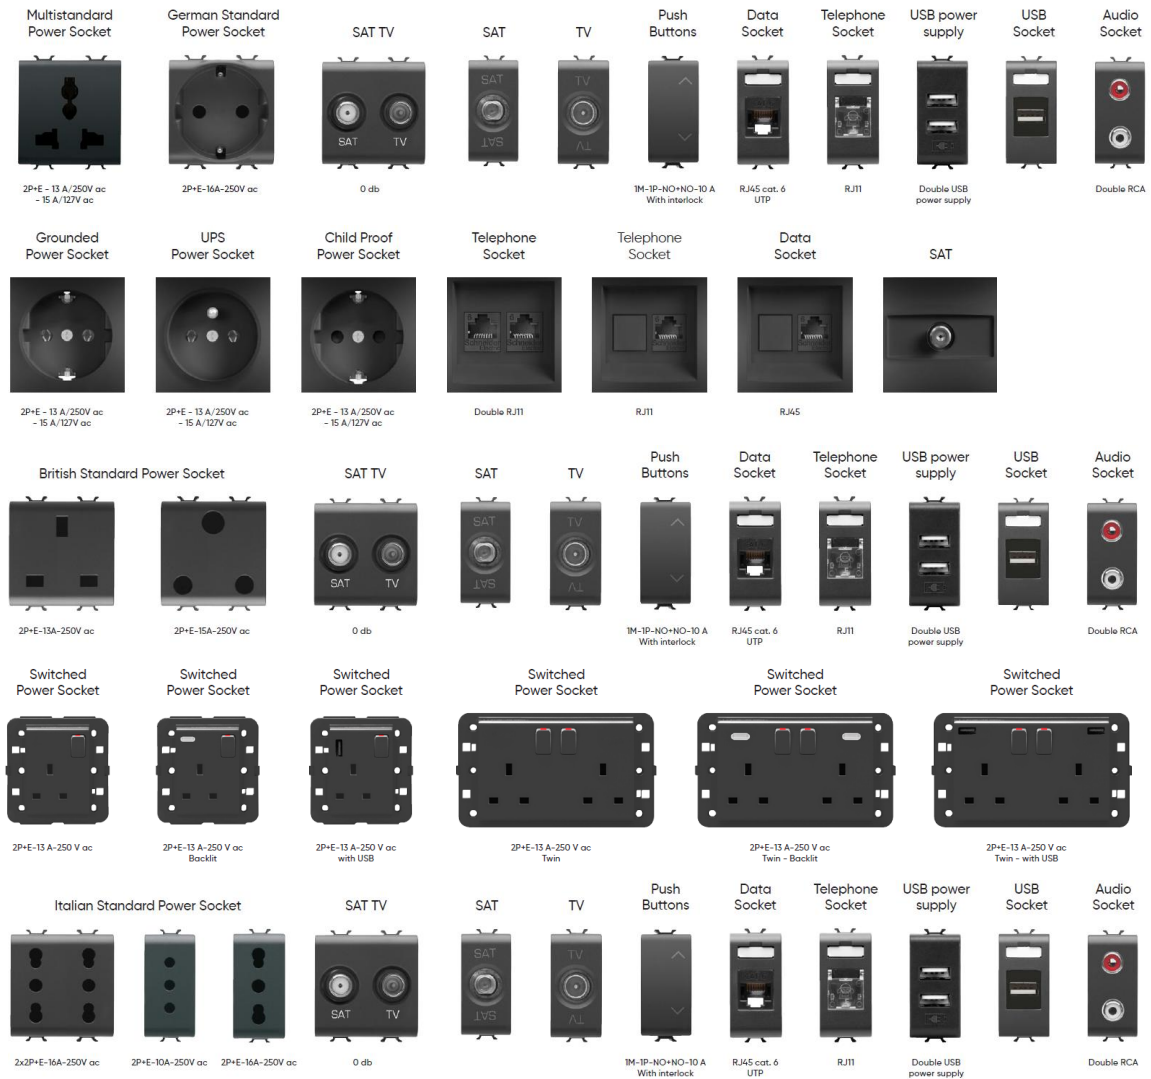 Multistandard
Power Socket
German Standard
Power Socket
SAT TV
SAT
TV
Push
Buttons
Data
Socket
Telephone
Socket
USB power
supply
USB
Socket
Audio
Socket
SAT
TV
SAT
SAT
TV
TV
2P+E - 13 A/250V ac
- 15 A/127V ac
2P+E-16A-250V ac
0 db
1M-1P-NO+NO-10 A
With interlock
RJ45 cat. 6
UTP
RJ11
Double USB
power supply
Double RCA
Grounded
Power Socket
UPS
Power Socket
Child Proof
Power Socket
Telephone
Socket
Telephone
Socket
Data
Socket
SAT
2P+E - 13 A/250V ac
- 15 A/127V ac
2P+E - 13 A/250V ac
- 15 A/127V ac
2P+E - 13 A/250V ac
- 15 A/127V ac
Double RJ11
RJ11
RJ45
British Standard Power Socket
SAT TV
SAT
TV
Push
Buttons
Data
Socket
Telephone
Socket
USB power
supply
USB
Socket
Audio
Socket
SAT
TV
SAT
SAT
TV
TV
2P+E-13A-250V ac
2P+E-15A-250V ac
0 db
1M-1P-NO+NO-10 A
With interlock
RJ45 cat. 6
UTP
RJ11
Double USB
power supply
Double RCA
Switched
Power Socket
Switched
Power Socket
Switched
Power Socket
Switched
Power Socket
Switched
Power Socket
Switched
Power Socket
2P+E-13 A-250 V ac
2P+E-13 A-250 V ac
Backlit
2P+E-13 A-250 V ac
with USB
2P+E-13 A-250 V ac
Twin
2P+E-13 A-250 V ac
Twin - Backlit
2P+E-13 A-250 V ac
Twin - with USB
Italian Standard Power Socket
SAT TV
SAT
TV
Push
Buttons
Data
Socket
Telephone
Socket
USB power
supply
USB
Socket
Audio
Socket
SAT
TV
SAT
SAT
TV
TV
2x2P+E-16A-250V ac
2P+E-10A-250V ac
2P+E-16A-250V ac
0 db
1M-1P-NO+NO-10 A
With interlock
RJ45 cat. 6
UTP
RJ11
Double USB
power supply
Double RCA